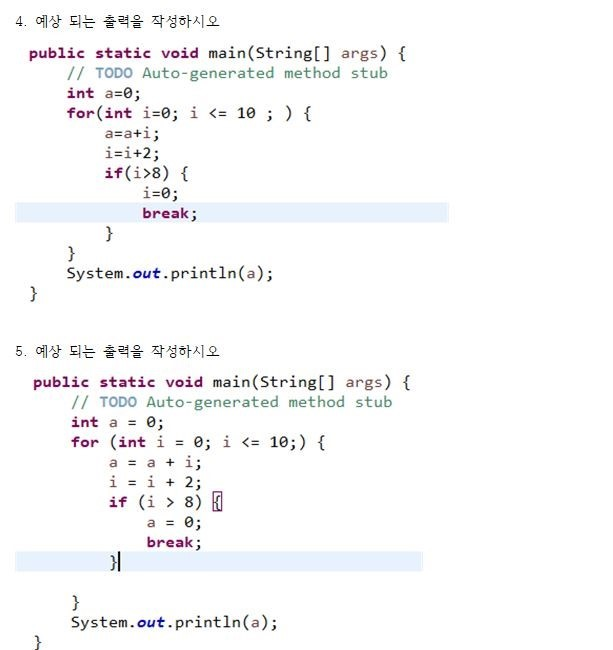 4. 예상 되는 출력을 작성하시오
public static void main(String[] args) {
// TODO Auto-generated method stub
int a=0;
for(int i=0; i <= 10 ; ) {
a=a+i;
i=i+2;
if(i>8) {
i=0;
break;
}
}
System.out.println(a);
}
5. 예상 되는 출력을 작성하시오
public static void main(String[] args) {
// TODO Auto-generated method stub
int a = 0;
for (int i = 0; i <= 10;) {
a = a + i;
i = i + 2;
if (i > 8) {
a = 0;
break;
}
}
System.out.println(a);
}